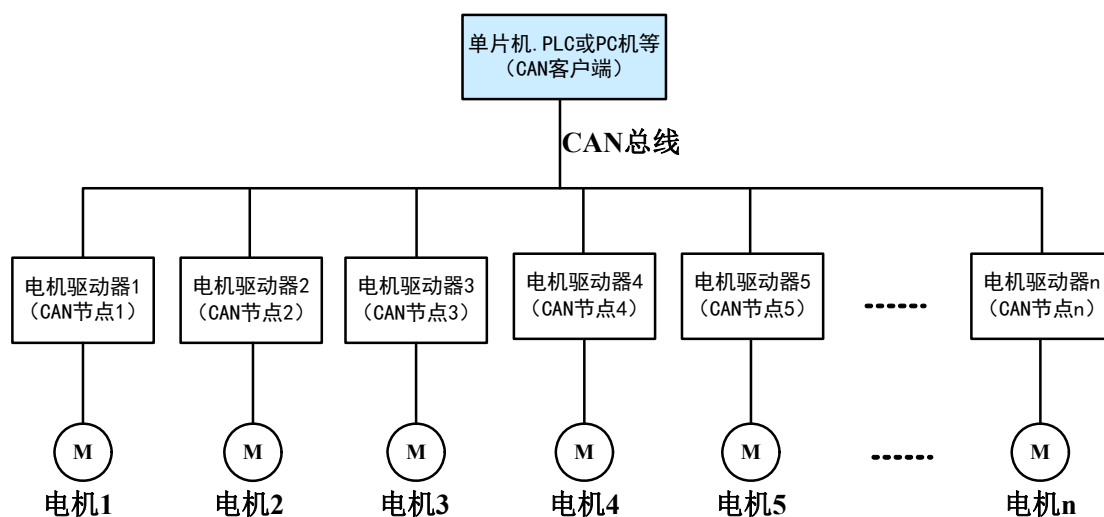 单片机.PLC或PC机等
（CAN客户端）
CAN总线
电机驱动器1
（CAN节点1）
电机驱动器2
（CAN节点2）
电机驱动器3
（CAN节点3）
电机驱动器4
（CAN节点4）
电机驱动器5
（CAN节点5）
电机驱动器n
（CAN节点n）
M
M
M
M
M
M
电机1
电机2
电机3
电机4
电机5
电机n